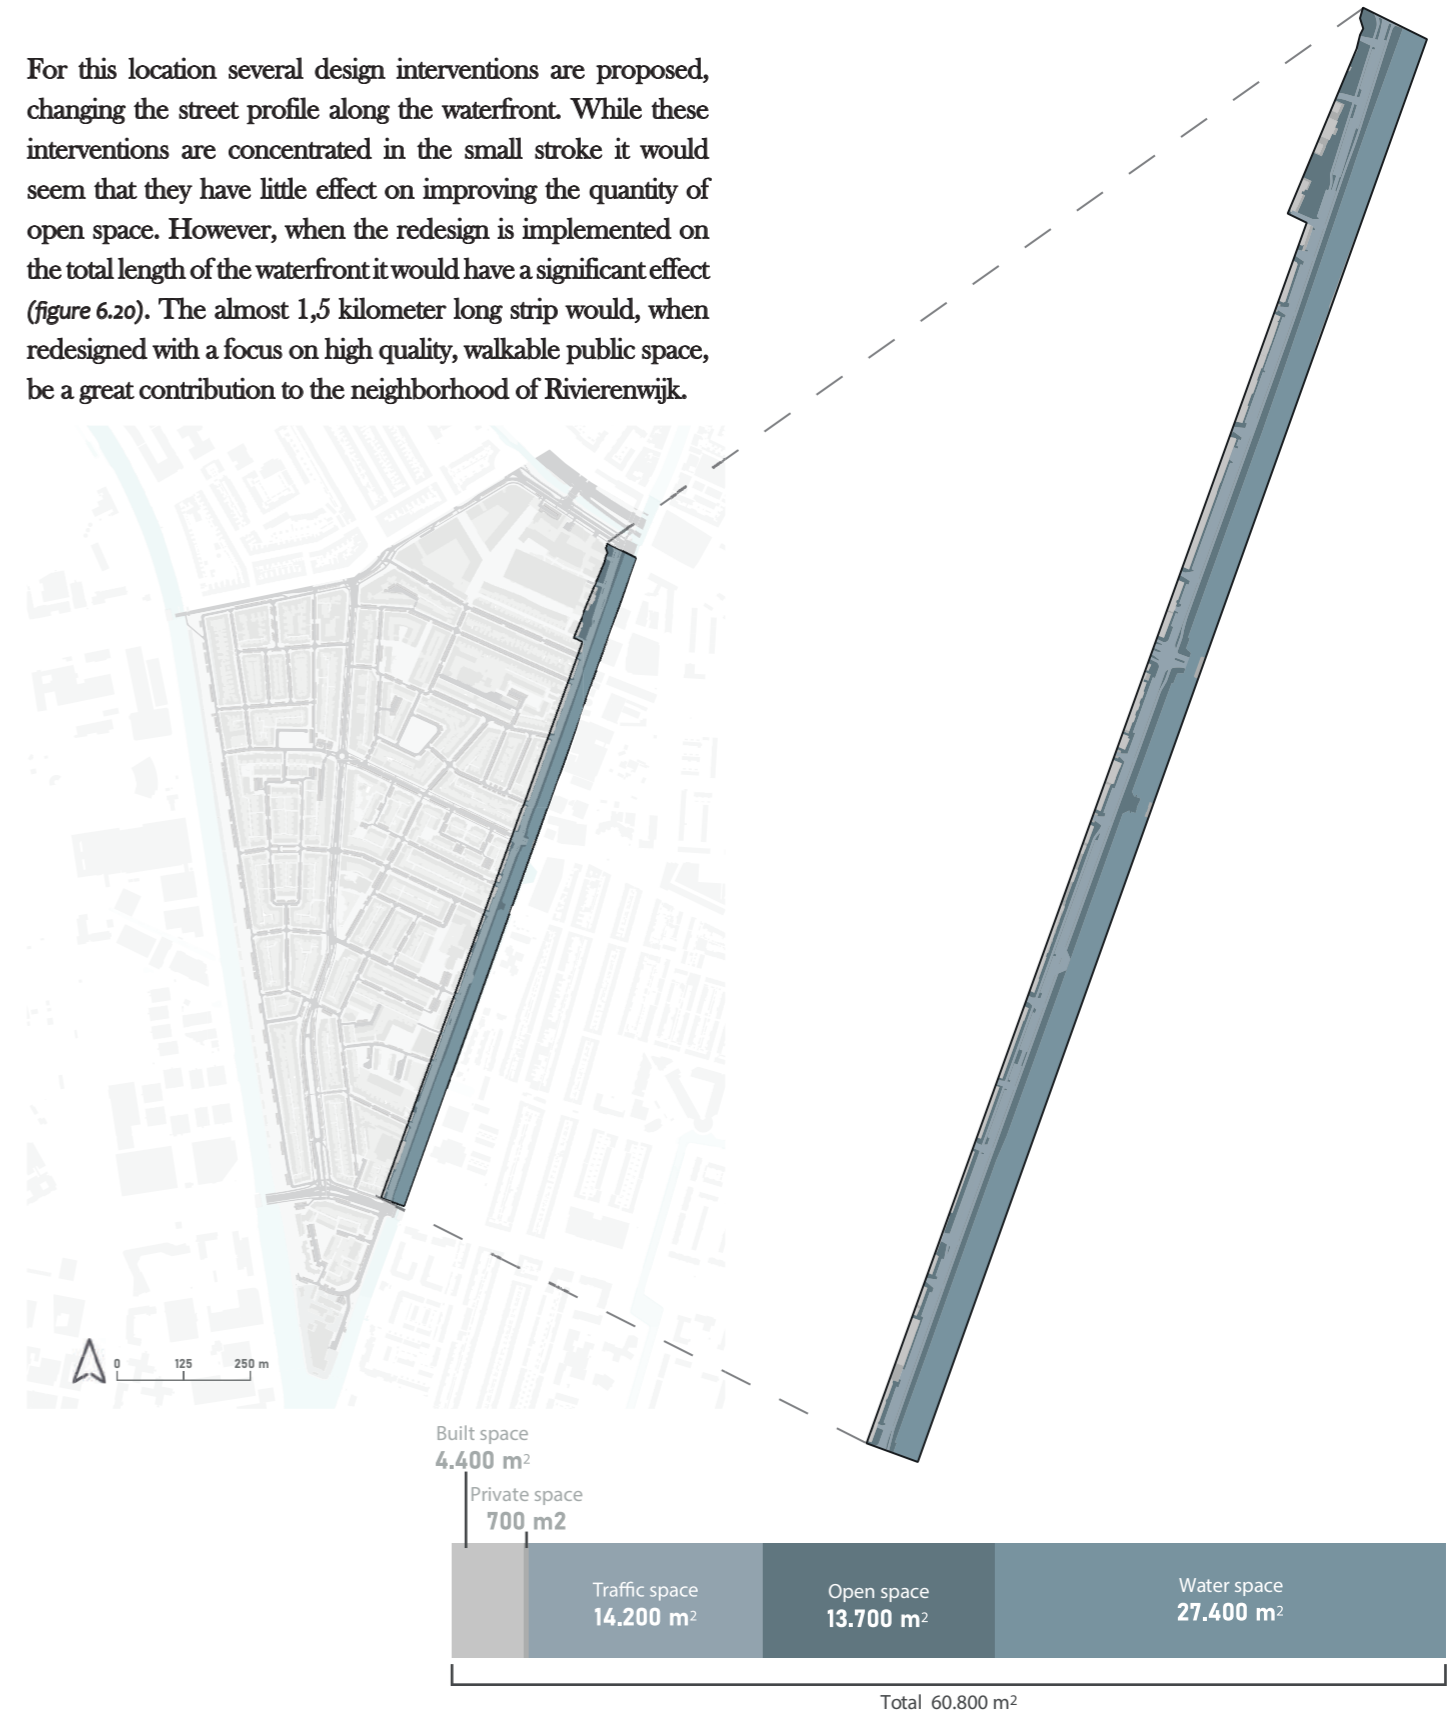 For this location several design interventions are proposed,
changing the street profile along the waterfront. While these
interventions are concentrated in the small stroke it would
seem that they have little effect on improving the quantity of
open space. However, when the redesign is implemented on
the total length of the waterfront it would have a significant effect
(figure 6.20). The almost 1,5 kilometer long strip would, when
redesigned with a focus on high quality, walkable public space,
be a great contribution to the neighborhood of Rivierenwijk.
0 125 250 m
Built space
4.400 m²
Private space
700 m2
Traffic space
14.200 m²
Open space
13.700 m²
Water space
27.400 m²
Total 60.800 m²